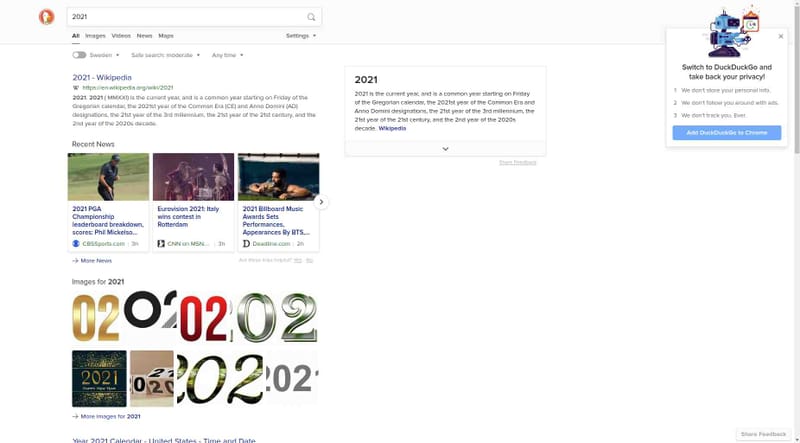 2021
All Images Videos News Maps Settings
Sweden Safe search: moderate Any time
2021 - Wikipedia
https://en.wikipedia.org/wiki/2021
2021. 2021 ( MMXXI) is the current year, and is a common year starting on Friday of
the Gregorian calendar, the 2021st year of the Common Era (CE) and Anno Domini (AD)
designations, the 21st year of the 3rd millennium, the 21st year of the 21st century, and the
2nd year of the 2020s decade.
Recent News
2021 PGA
Championship
leaderboard breakdown,
scores: Phil Mickelso...
CBSSports.com | 3h
Eurovision 2021: Italy
wins contest in
Rotterdam
CNN on MSN... | 3h
2021 Billboard Music
Awards Sets
Performances,
Appearances By BTS,...
Deadline.com | 2h
More News
Are these links helpful? Yes No
Images for 2021
02
02
02
202
2021
2020
202
202
More Images for 2021
Year 2021 Calendar - United States - Time and Date
2021
2021 is the current year, and is a common year starting on Friday
of the Gregorian calendar, the 2021st year of the Common Era and
Anno Domini designations, the 21st year of the 3rd millennium, the
21st year of the 21st century, and the 2nd year of the 2020s
decade. Wikipedia
Share Feedback
Switch to DuckDuckGo and
take back your privacy!
1 We don't store your personal info.
2 We don't follow you around with ads.
3 We don't track you. Ever.
Add DuckDuckGo to Chrome
Share Feedback